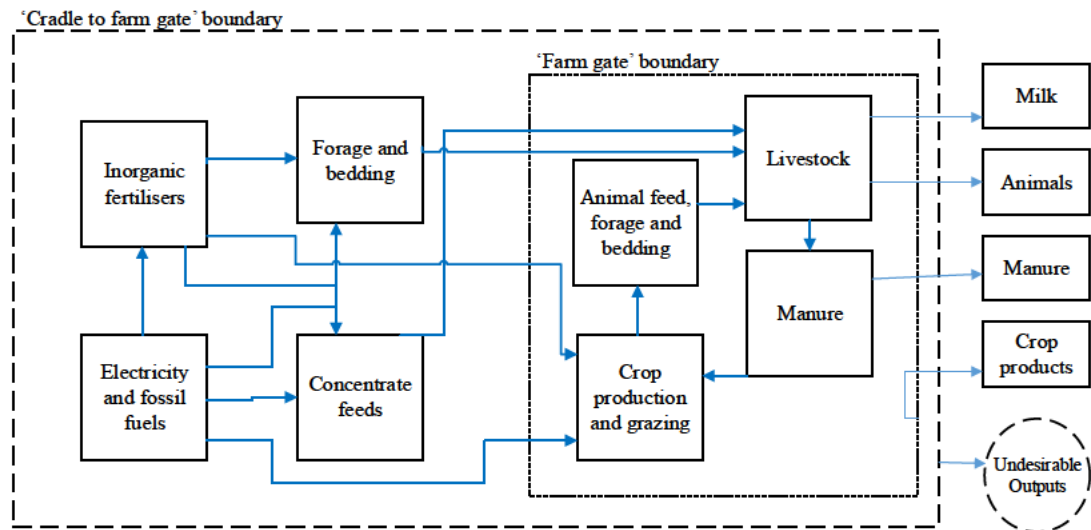 ‘Cradle to farm gate’ boundary
‘Farm gate’ boundary
Inorganic
fertilisers
Forage and
bedding
Livestock
Animal feed,
forage and
bedding
Manure
Electricity
and fossil
fuels
Concentrate
feeds
Crop
production
and grazing
Milk
Animals
Manure
Crop
products
Undesirable
Outputs